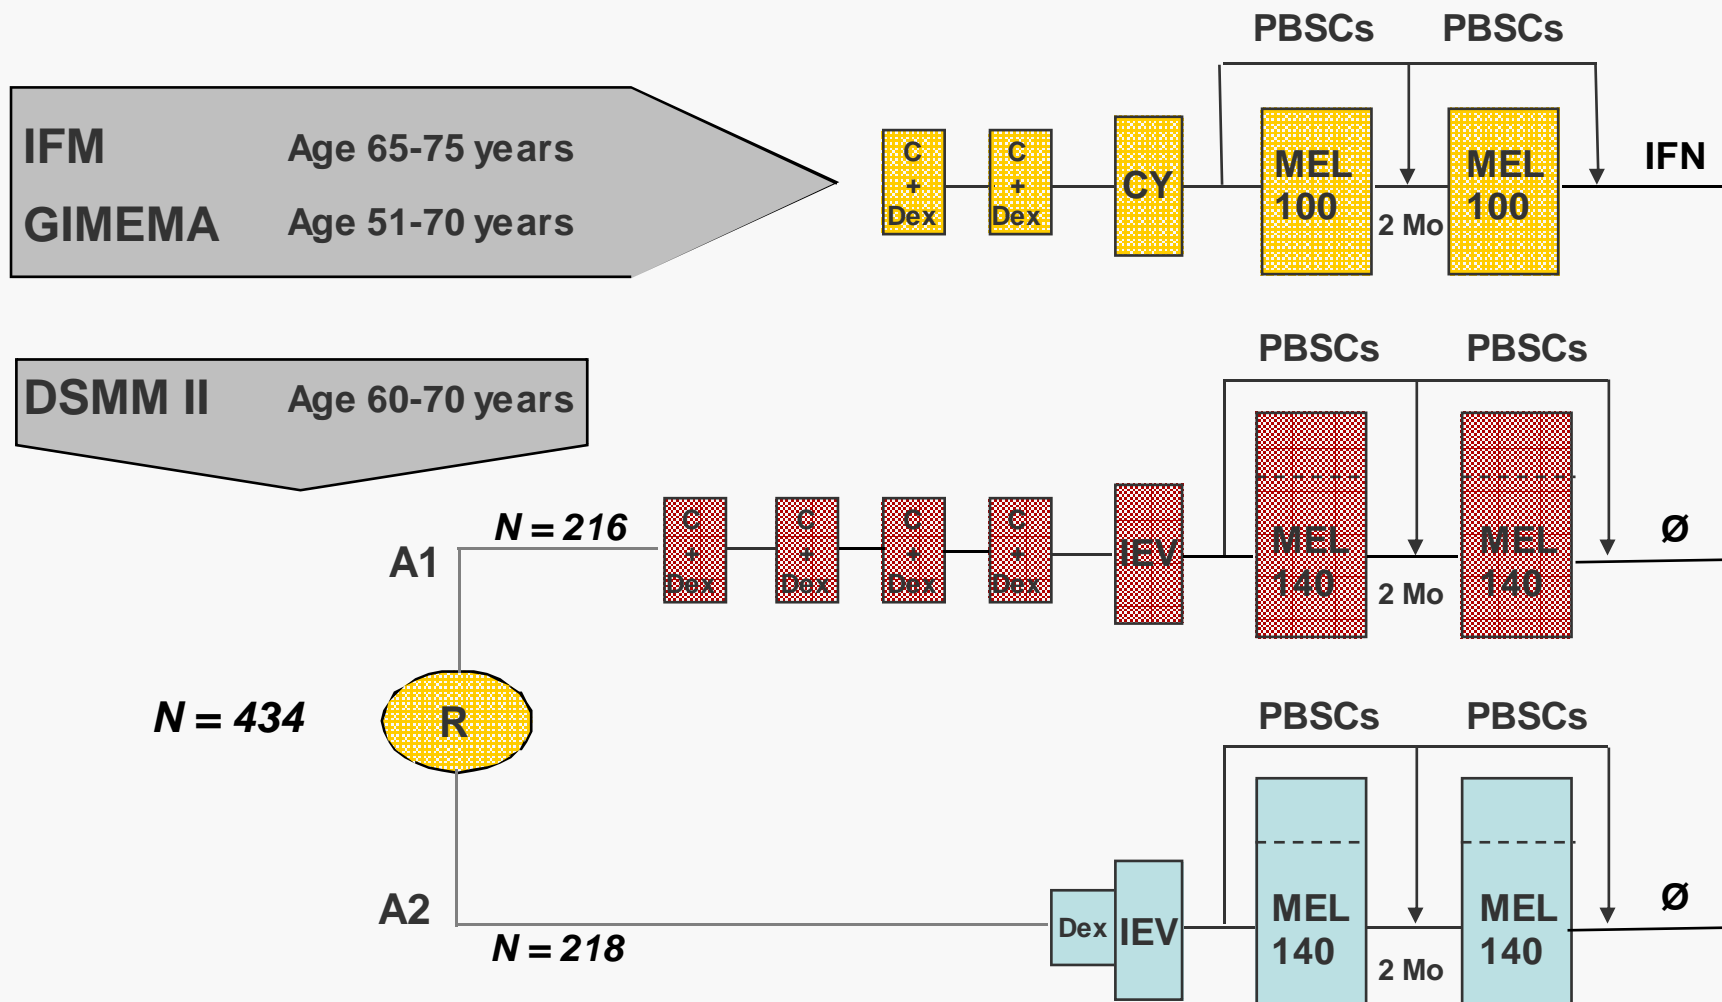 PBSCs PBSCs
IFM Age 65-75 years
GIMEMA Age 51-70 years
C
+
Dex
C
+
Dex
CY
MEL
100
2 Mo
MEL
100
IFN
PBSCs PBSCs
DSMM II Age 60-70 years
A1
N = 216
C
+
Dex
C
+
Dex
C
+
Dex
C
+
Dex
IEV
MEL
140
2 Mo
MEL
140
Ø
N = 434
R
PBSCs PBSCs
A2
N = 218
Dex
IEV
MEL
140
2 Mo
MEL
140
Ø